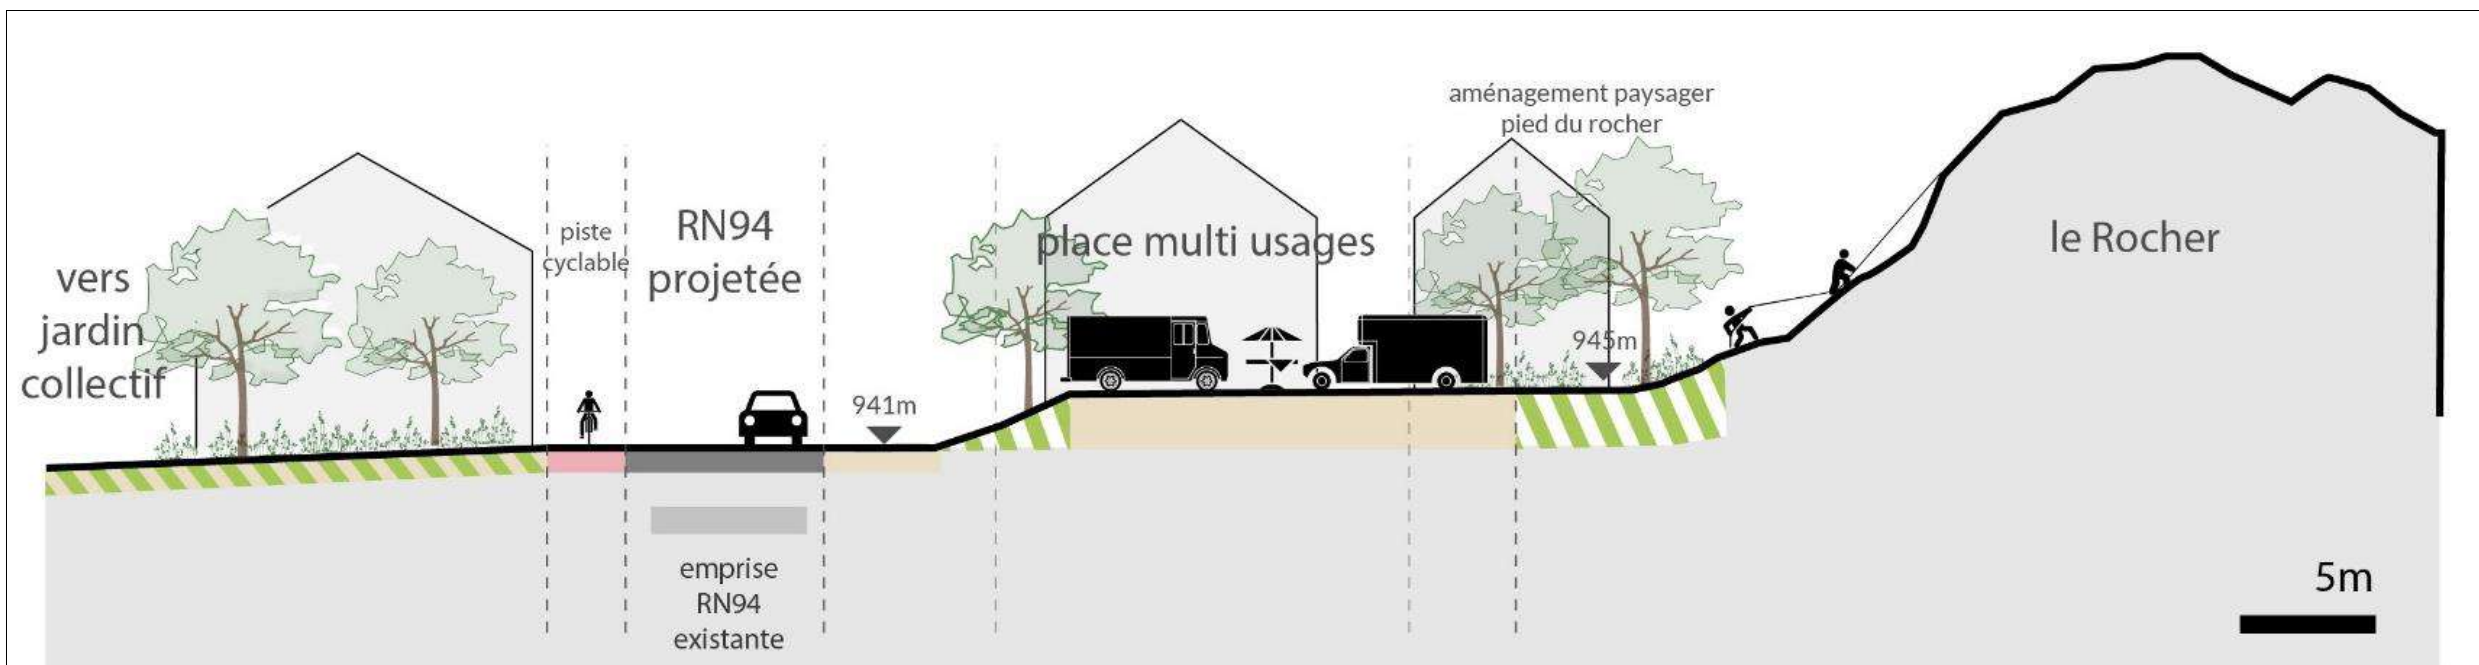 vers
jardin
collectif
piste
cyclable
RN94
projetée
emprise
RN94
existante
941m
place multi usages
aménagement paysager
pied du rocher
945m
le Rocher
5m